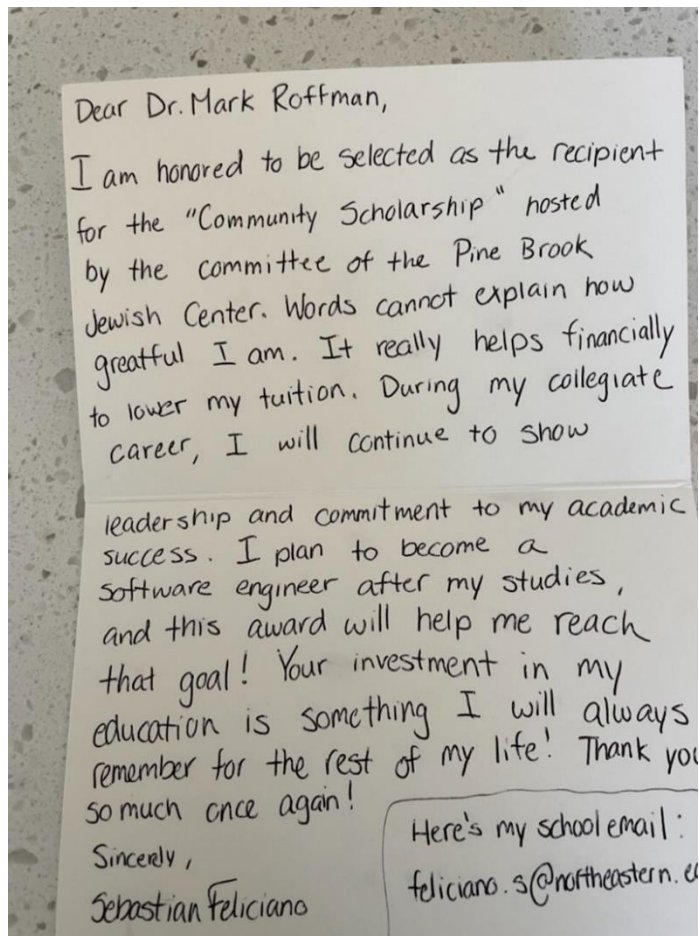 Dear Dr. Mark Roffman,
I am honored to be selected as the recipient
for the "Community Scholarship" hosted
by the committee of the Pine Brook
Jewish Center. Words cannot explain how
greatful I am. It really helps financially
to lower my tuition. During my collegiate
career, I will continue to show
leadership and commitment to my academic
success. I plan to become a
software engineer after my studies,
and this award will help me reach
that goal! Your investment in my
education is something I will always
remember for the rest of my life! Thank you
so much once again!
Sincerely,
Sebastian Feliciano
Here's my school email:
feliciano.s@northeastern.